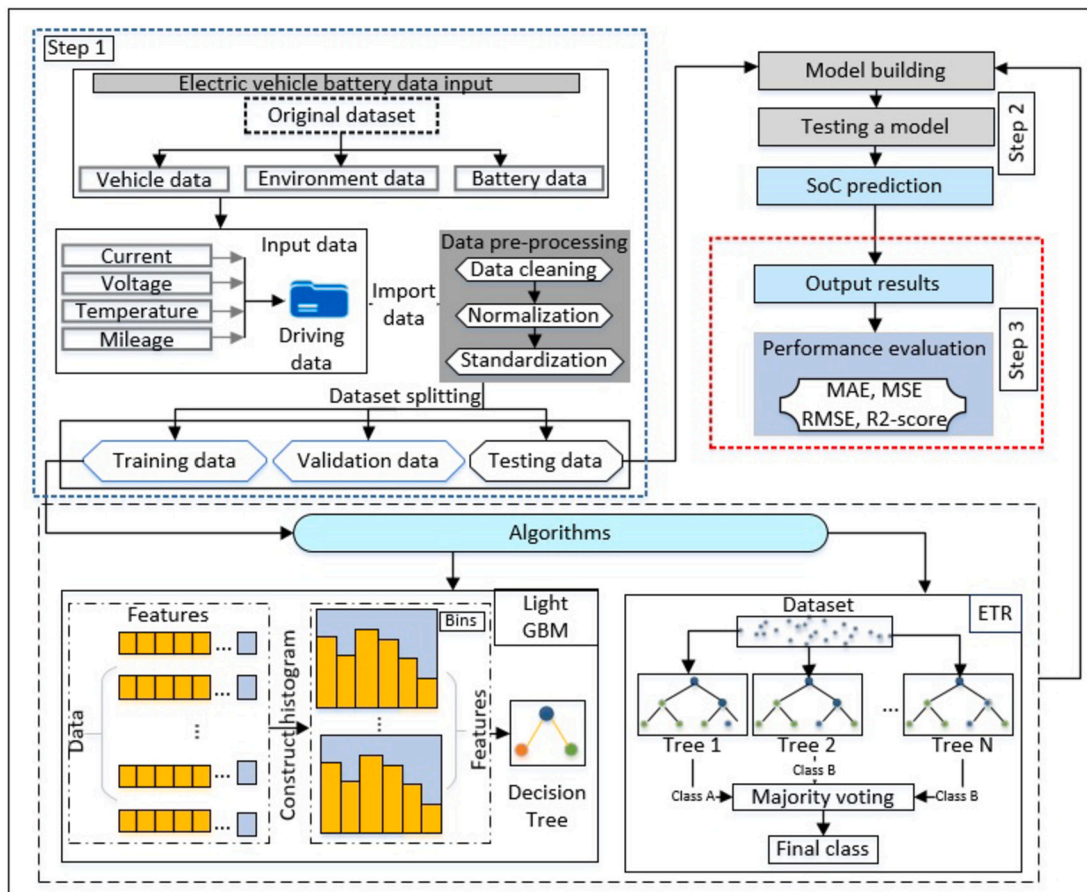 Step 1
Electric vehicle battery data input
Original dataset
Vehicle data
Environment data
Battery data
Current
Voltage
Temperature
Mileage
Input data
Driving
data
Import
data
Data pre-processing
Data cleaning
Normalization
Standardization
Dataset splitting
Training data
Validation data
Testing data
Model building
Testing a model
SoC prediction
Step 2
Output results
Performance evaluation
MAE, MSE
RMSE, R2-score
Step 3
Algorithms
Light
GBM
Features
Data
...
...
...
...
...
Construct histogram
Bins
...
Features
Decision
Tree
ETR
Dataset
...
Tree 1
Tree 2
Tree N
Class A
Class B
Class B
Majority voting
Final class